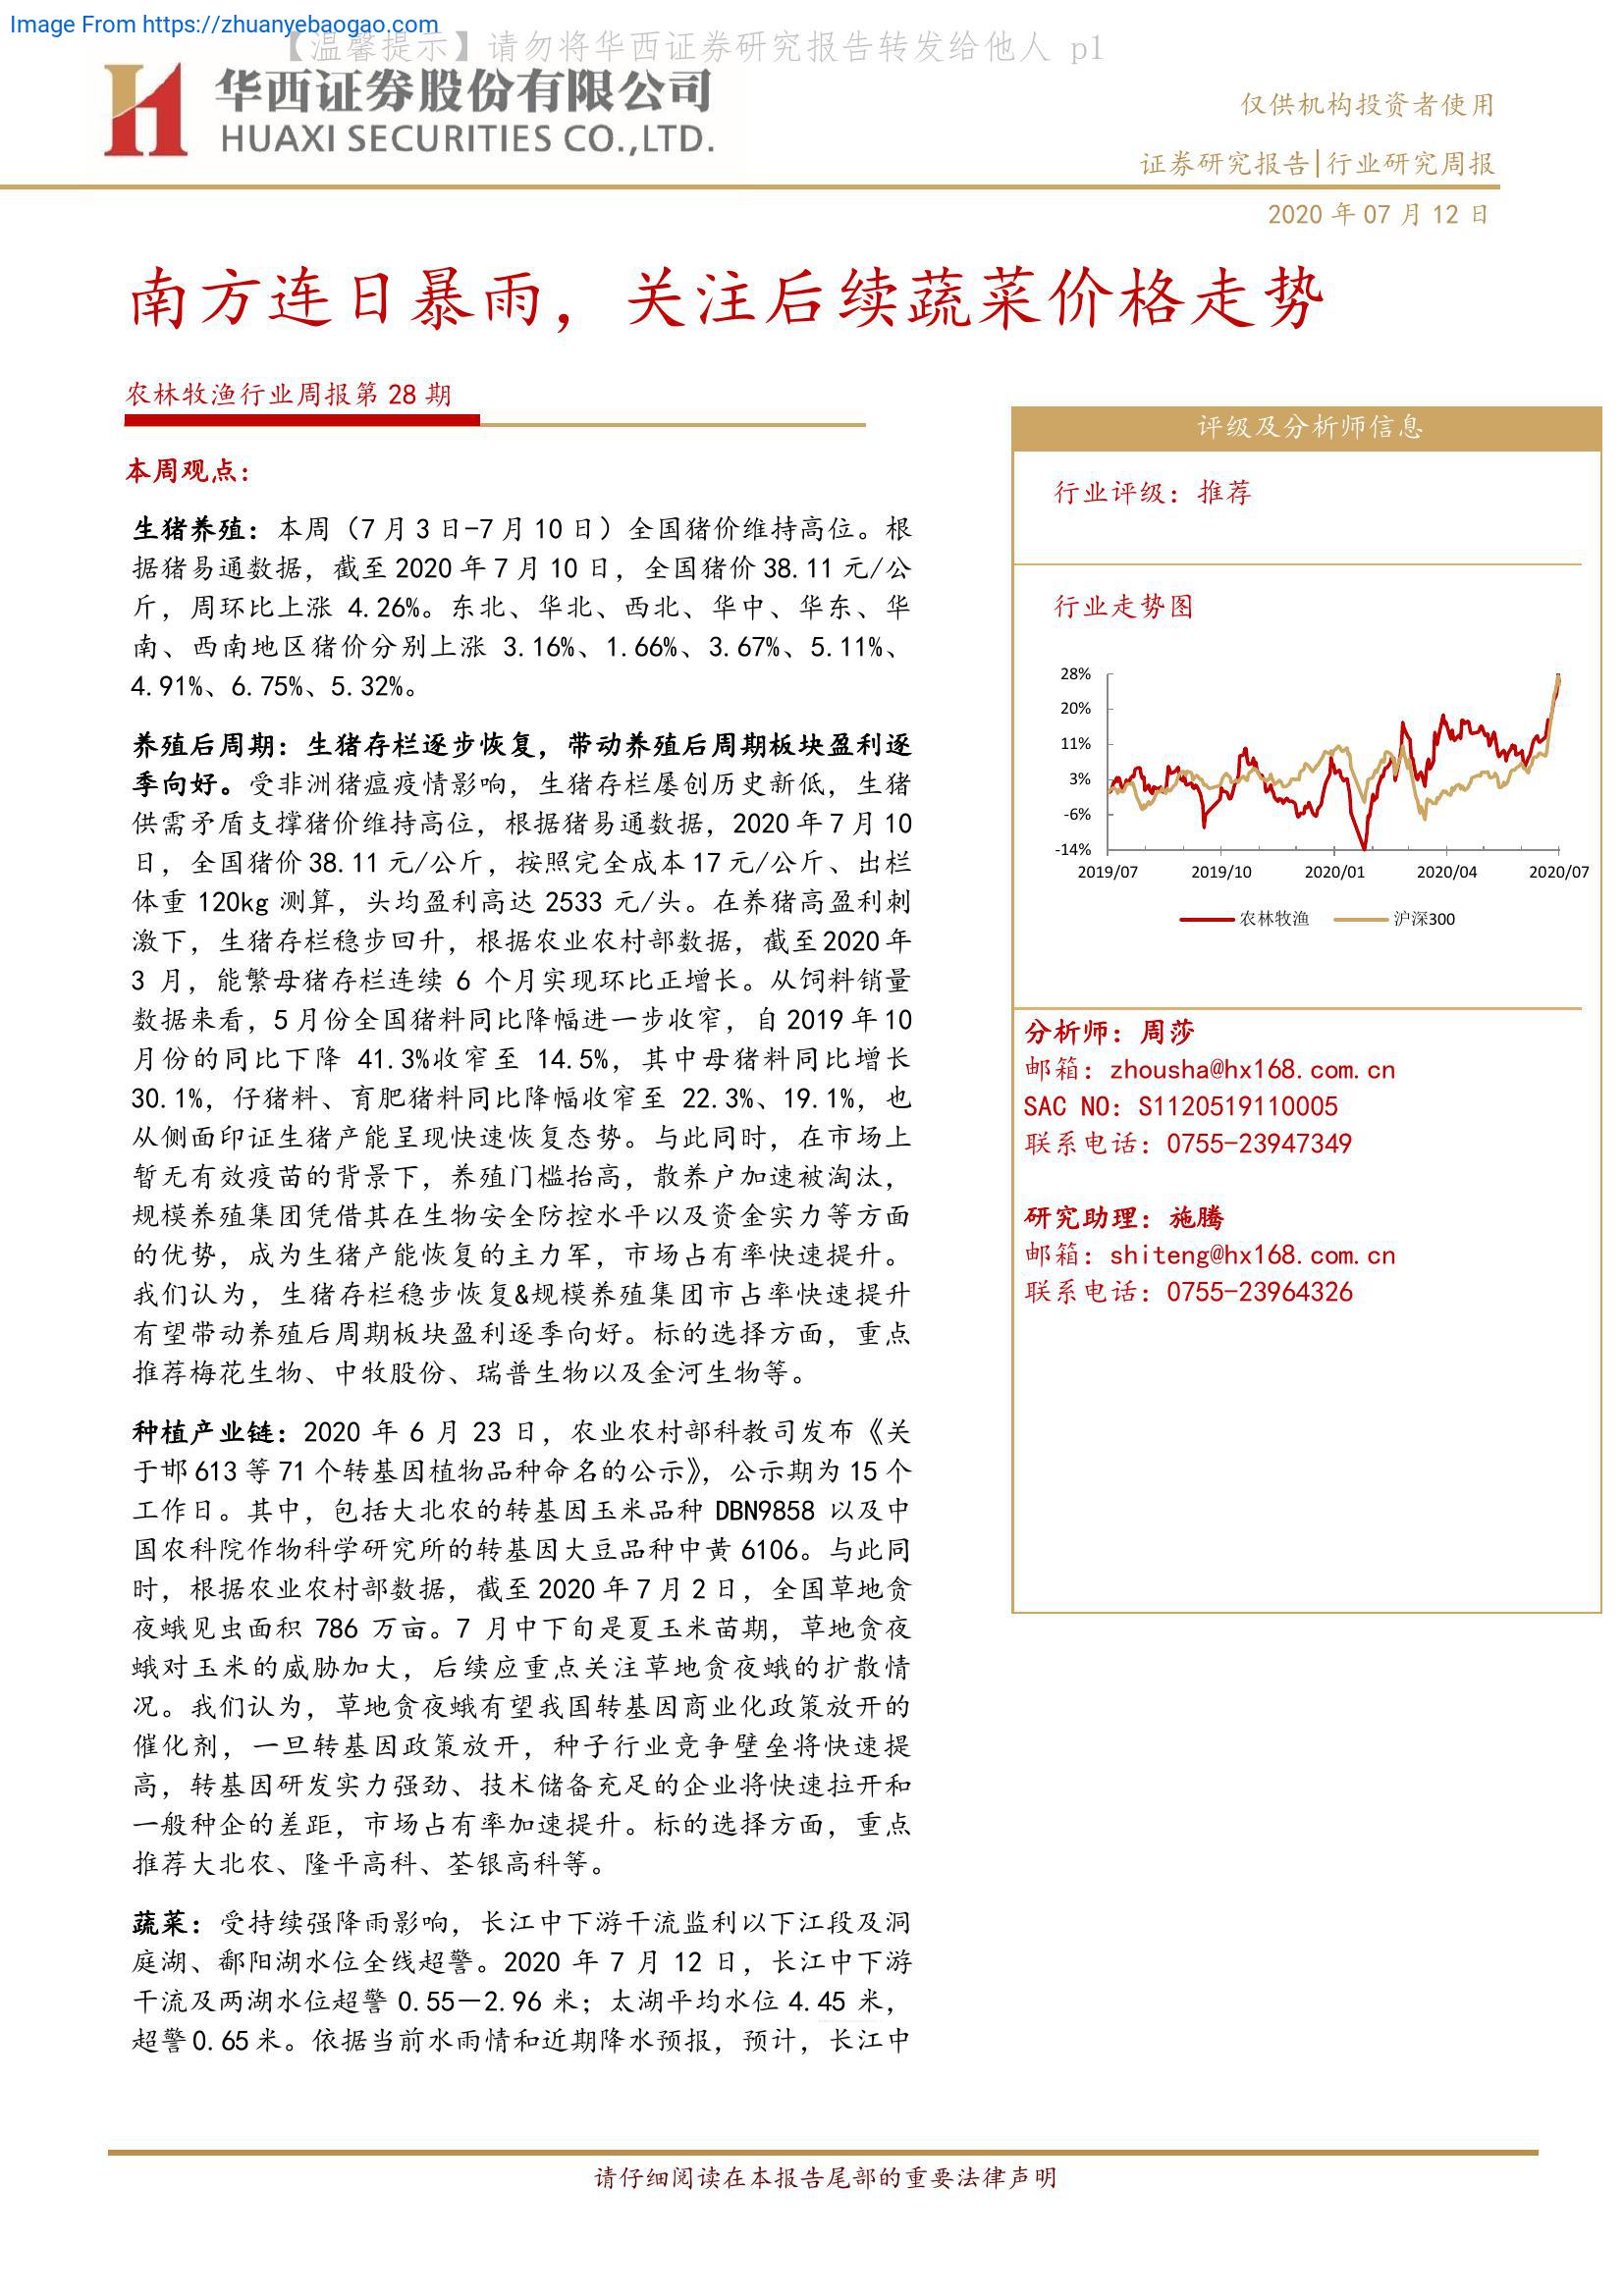 Image From https://zhuanyebaogao.com
【温馨提示】请勿将华西证券研究报告转发给他人 p1
华西证券股份有限公司
HUAXI SECURITIES CO.,LTD.
仅供机构投资者使用
证券研究报告|行业研究周报
2020 年 07 月 12 日
南方连日暴雨，关注后续蔬菜价格走势
农林牧渔行业周报第 28 期
本周观点：
生猪养殖：本周（7 月 3 日-7 月 10 日）全国猪价维持高位。根
据猪易通数据，截至 2020 年 7 月 10 日，全国猪价 38.11 元/公
斤，周环比上涨 4.26%。东北、华北、西北、华中、华东、华
南、西南地区猪价分别上涨 3.16%、1.66%、3.67%、5.11%、
4.91%、6.75%、5.32%。
养殖后周期：生猪存栏逐步恢复，带动养殖后周期板块盈利逐
季向好。受非洲猪瘟疫情影响，生猪存栏屡创历史新低，生猪
供需矛盾支撑猪价维持高位，根据猪易通数据，2020 年 7 月 10
日，全国猪价 38.11 元/公斤，按照完全成本 17 元/公斤、出栏
体重 120kg 测算，头均盈利高达 2533 元/头。在养猪高盈利刺
激下，生猪存栏稳步回升，根据农业农村部数据，截至 2020 年
3 月，能繁母猪存栏连续 6 个月实现环比正增长。从饲料销量
数据来看，5 月份全国猪料同比降幅进一步收窄，自 2019 年 10
月份的同比下降 41.3%收窄至 14.5%，其中母猪料同比增长
30.1%，仔猪料、育肥猪料同比降幅收窄至 22.3%、19.1%，也
从侧面印证生猪产能呈现快速恢复态势。与此同时，在市场上
暂无有效疫苗的背景下，养殖门槛抬高，散养户加速被淘汰，
规模养殖集团凭借其在生物安全防控水平以及资金实力等方面
的优势，成为生猪产能恢复的主力军，市场占有率快速提升。
我们认为，生猪存栏稳步恢复&规模养殖集团市占率快速提升
有望带动养殖后周期板块盈利逐季向好。标的选择方面，重点
推荐梅花生物、中牧股份、瑞普生物以及金河生物等。
种植产业链：2020 年 6 月 23 日，农业农村部科教司发布《关
于邯 613 等 71 个转基因植物品种命名的公示》，公示期为 15 个
工作日。其中，包括大北农的转基因玉米品种 DBN9858 以及中
国农科院作物科学研究所的转基因大豆品种中黄 6106。与此同
时，根据农业农村部数据，截至 2020 年 7 月 2 日，全国草地贪
夜蛾见虫面积 786 万亩。7 月中下旬是夏玉米苗期，草地贪夜
蛾对玉米的威胁加大，后续应重点关注草地贪夜蛾的扩散情
况。我们认为，草地贪夜蛾有望我国转基因商业化政策放开的
催化剂，一旦转基因政策放开，种子行业竞争壁垒将快速提
高，转基因研发实力强劲、技术储备充足的企业将快速拉开和
一般种企的差距，市场占有率加速提升。标的选择方面，重点
推荐大北农、隆平高科、荃银高科等。
蔬菜：受持续强降雨影响，长江中下游干流监利以下江段及洞
庭湖、鄱阳湖水位全线超警。2020 年 7 月 12 日，长江中下游
干流及两湖水位超警 0.55—2.96 米；太湖平均水位 4.45 米，
超警 0.65 米。依据当前水雨情和近期降水预报，预计，长江中
评级及分析师信息
行业评级：推荐
行业走势图
28%
20%
11%
3%
-6%
-14%
2019/07 2019/10 2020/01 2020/04 2020/07
农林牧渔 沪深300
分析师：周莎
邮箱：zhousha@hx168.com.cn
SAC NO：S1120519110005
联系电话：0755-23947349
研究助理：施腾
邮箱：shiteng@hx168.com.cn
联系电话：0755-23964326
请仔细阅读在本报告尾部的重要法律声明